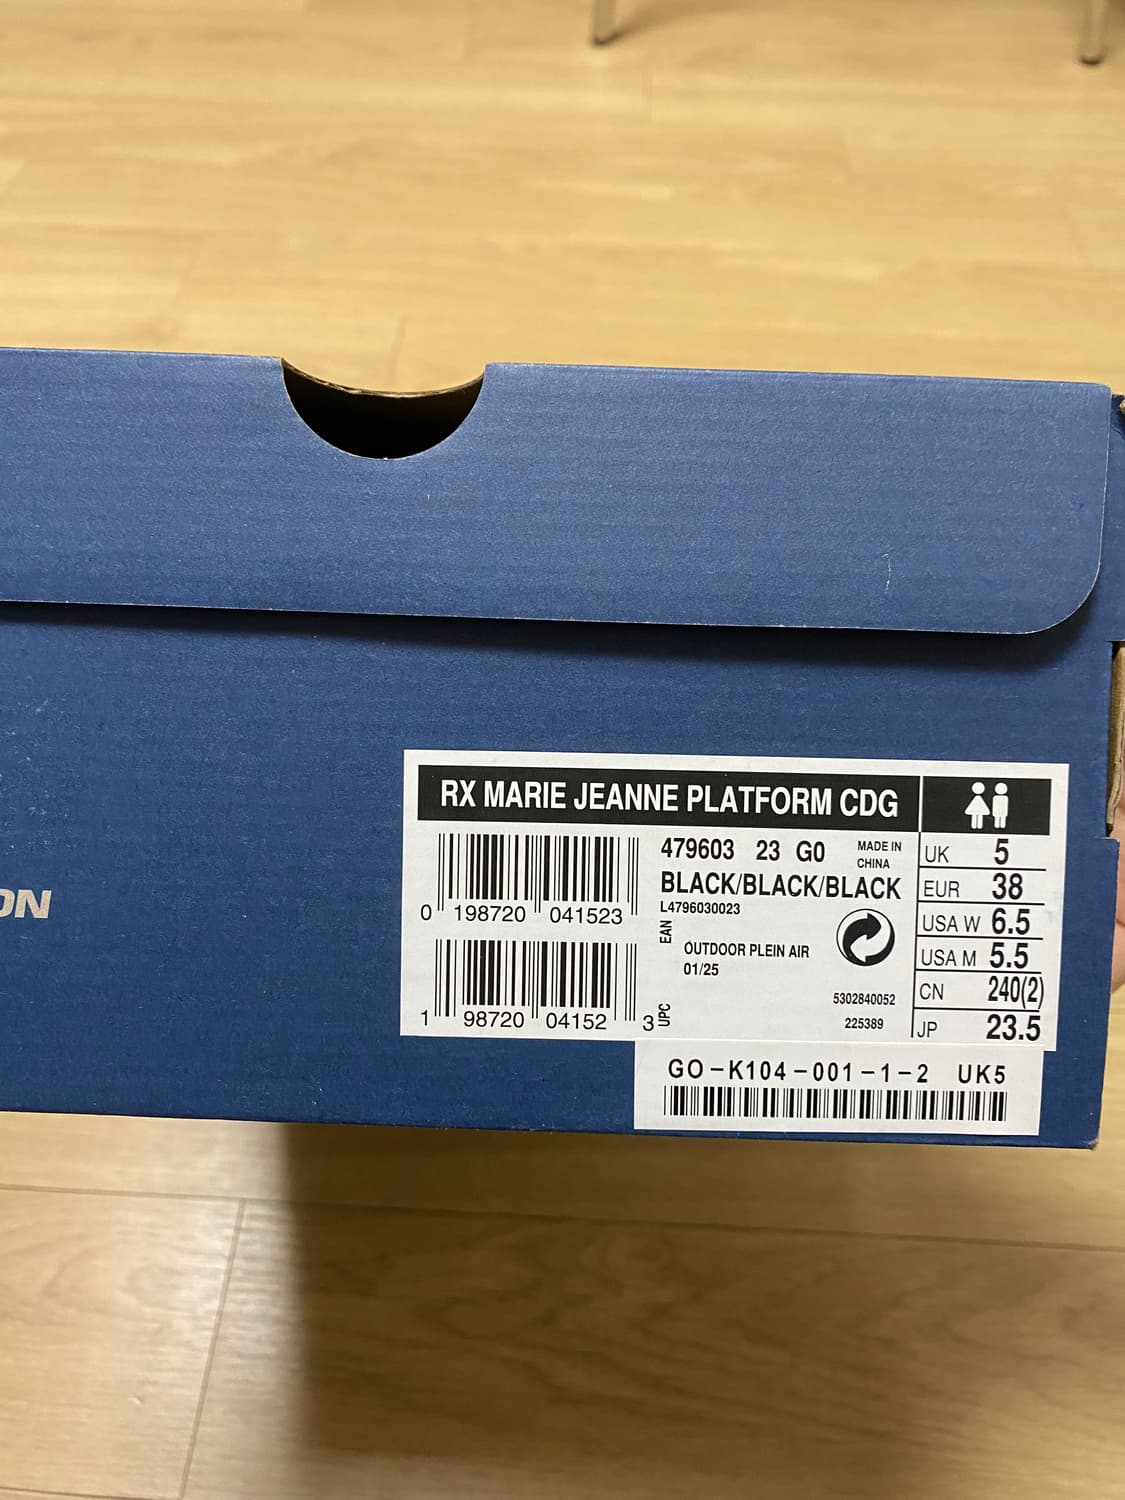 ON
RX MARIE JEANNE PLATFORM CDG
0 198720 041523
1 98720 04152 3
479603 23 G0
MADE IN
CHINA
BLACK/BLACK/BLACK
L4796030023
EAN
OUTDOOR PLEIN AIR
01/25
5302840052
225389
UPC
UK 5
EUR 38
USA W 6.5
USA M 5.5
CN 240(2)
JP 23.5
GO-K104-001-1-2 UK5